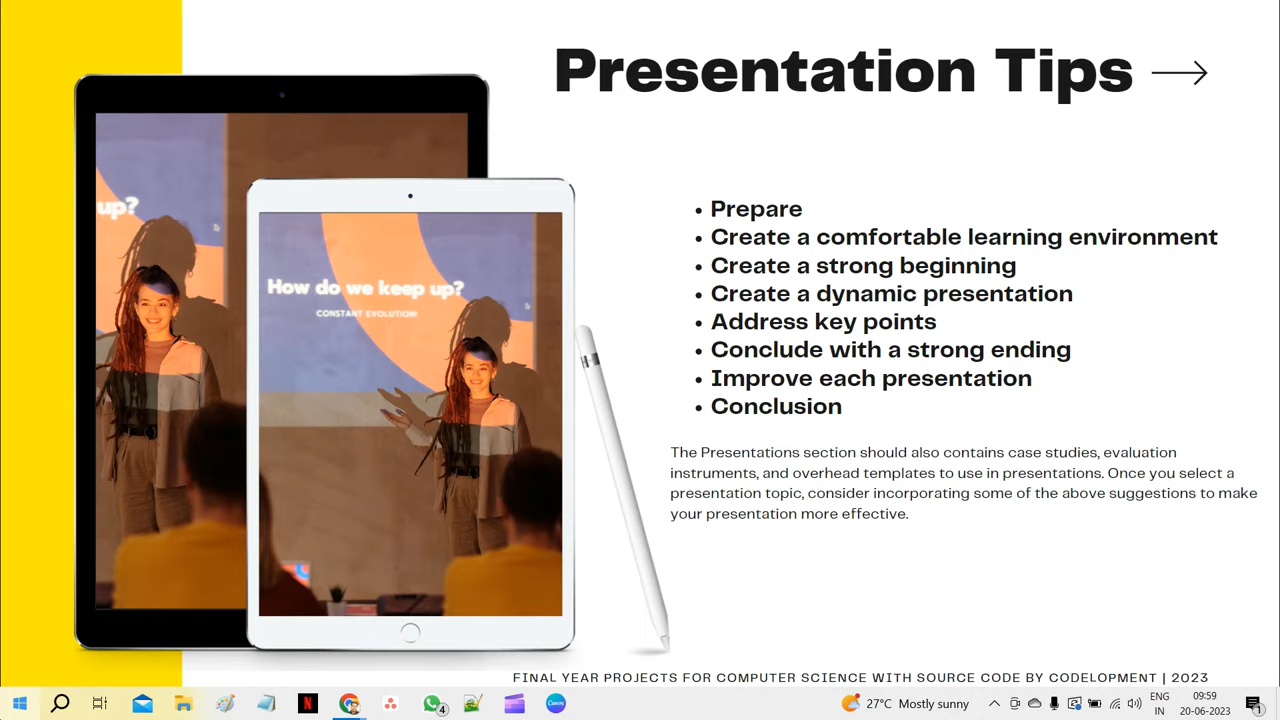 Presentation Tips
up?
How do we keep up?
CONSTANT EVOLUTION!
• Prepare
• Create a comfortable learning environment
• Create a strong beginning
• Create a dynamic presentation
• Address key points
• Conclude with a strong ending
• Improve each presentation
• Conclusion
The Presentations section should also contains case studies, evaluation
instruments, and overhead templates to use in presentations. Once you select a
presentation topic, consider incorporating some of the above suggestions to make
your presentation more effective.
FINAL YEAR PROJECTS FOR COMPUTER SCIENCE WITH SOURCE CODE BY CODELOPMENT | 2023
N
4
Canva
27°C Mostly sunny
ENG
IN
09:59
20-06-2023
1